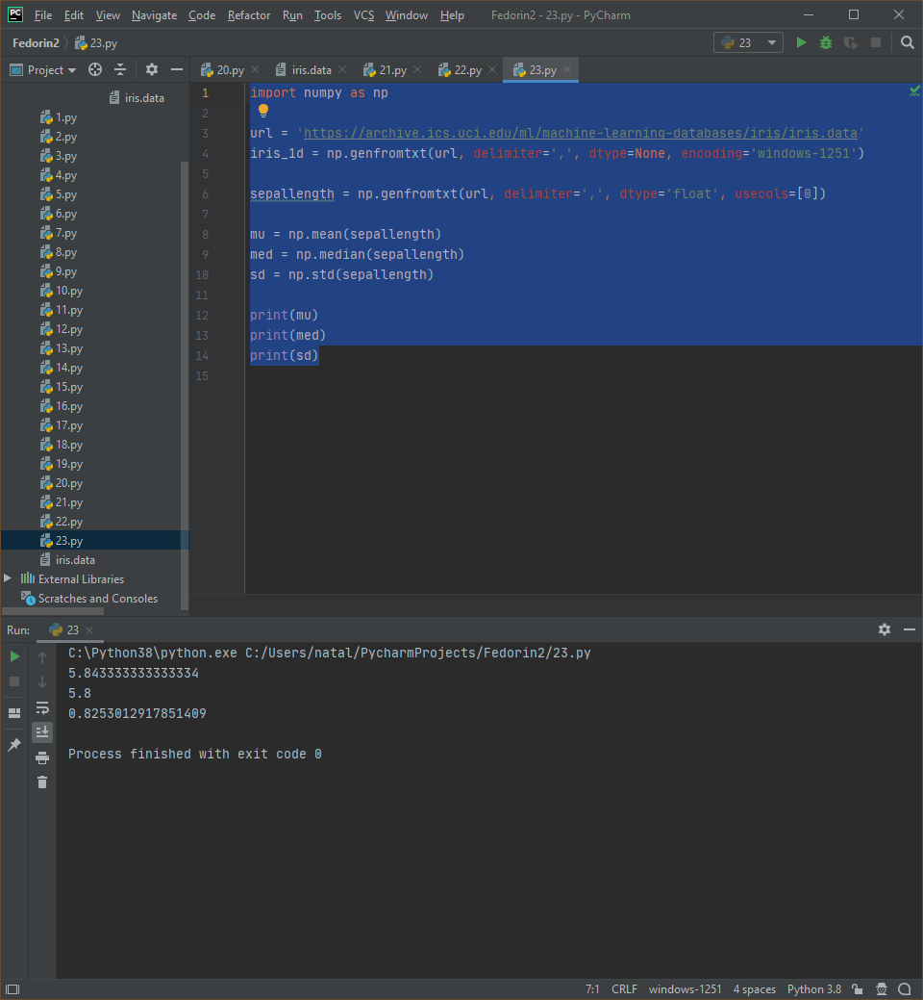 PC File Edit View Navigate Code Refactor Run Tools VCS Window Help Fedorin2 - 23.py - PyCharm
Fedorin2 23.py 23
Project 20.py iris.data 21.py 22.py 23.py
iris.data
1.py
2.py
3.py
4.py
5.py
6.py
7.py
8.py
9.py
10.py
11.py
12.py
13.py
14.py
15.py
16.py
17.py
18.py
19.py
20.py
21.py
22.py
23.py
iris.data
External Libraries
Scratches and Consoles
1 import numpy as np
2
3 url = 'https://archive.ics.uci.edu/ml/machine-learning-databases/iris/iris.data'
4 iris_1d = np.genfromtxt(url, delimiter=',', dtype=None, encoding='windows-1251')
5
6 sepallength = np.genfromtxt(url, delimiter=',', dtype='float', usecols=[0])
7
8 mu = np.mean(sepallength)
9 med = np.median(sepallength)
10 sd = np.std(sepallength)
11
12 print(mu)
13 print(med)
14 print(sd)
15
Run: 23
C:\Python38\python.exe C:/Users/natal/PycharmProjects/Fedorin2/23.py
5.843333333333334
5.8
0.8253012917851409
Process finished with exit code 0
7:1 CRLF windows-1251 4 spaces Python 3.8